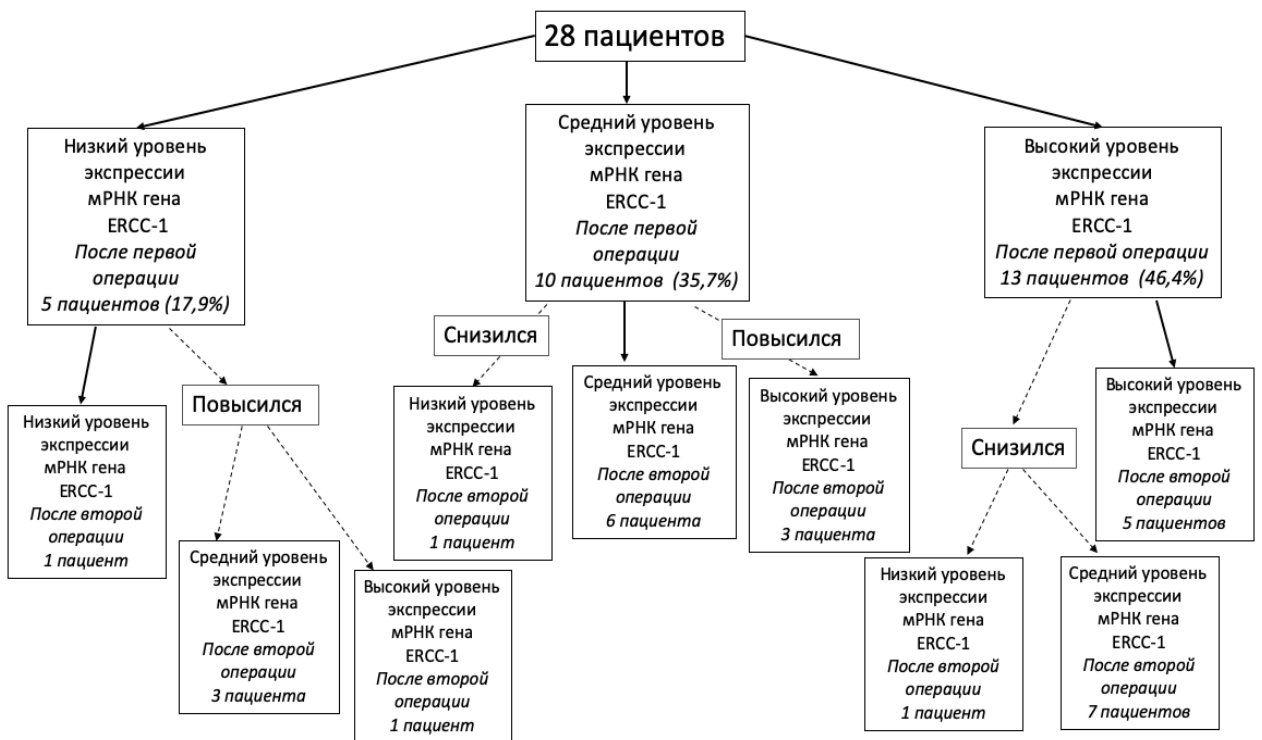 28 пациентов
Низкий уровень
экспрессии
мРНК гена
ERCC-1
После первой
операции
5 пациентов (17,9%)
Средний уровень
экспрессии
мРНК гена
ERCC-1
После первой
операции
10 пациентов (35,7%)
Высокий уровень
экспрессии
мРНК гена
ERCC-1
После первой операции
13 пациентов (46,4%)
Низкий уровень
экспрессии
мРНК гена
ERCC-1
После второй
операции
1 пациент
Повысился
Средний уровень
экспрессии
мРНК гена
ERCC-1
После второй
операции
3 пациента
Высокий уровень
экспрессии
мРНК гена
ERCC-1
После второй
операции
1 пациент
Снизился
Низкий уровень
экспрессии
мРНК гена
ERCC-1
После второй
операции
1 пациент
Средний уровень
экспрессии
мРНК гена
ERCC-1
После второй
операции
6 пациента
Повысился
Высокий уровень
экспрессии
мРНК гена
ERCC-1
После второй
операции
3 пациента
Снизился
Низкий уровень
экспрессии
мРНК гена
ERCC-1
После второй
операции
1 пациент
Средний уровень
экспрессии
мРНК гена
ERCC-1
После второй
операции
7 пациентов
Высокий уровень
экспрессии
мРНК гена
ERCC-1
После второй
операции
5 пациентов